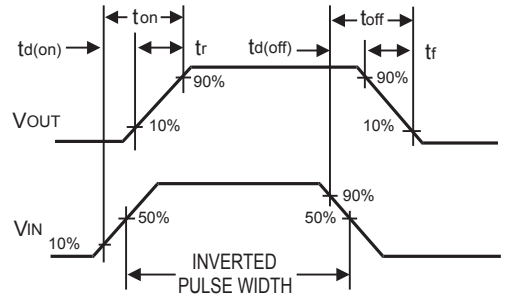 ton
toff
td(on)
tr
td(off)
tf
90%
90%
VOUT
10%
10%
90%
50%
50%
VIN
10%
INVERTED
PULSE WIDTH